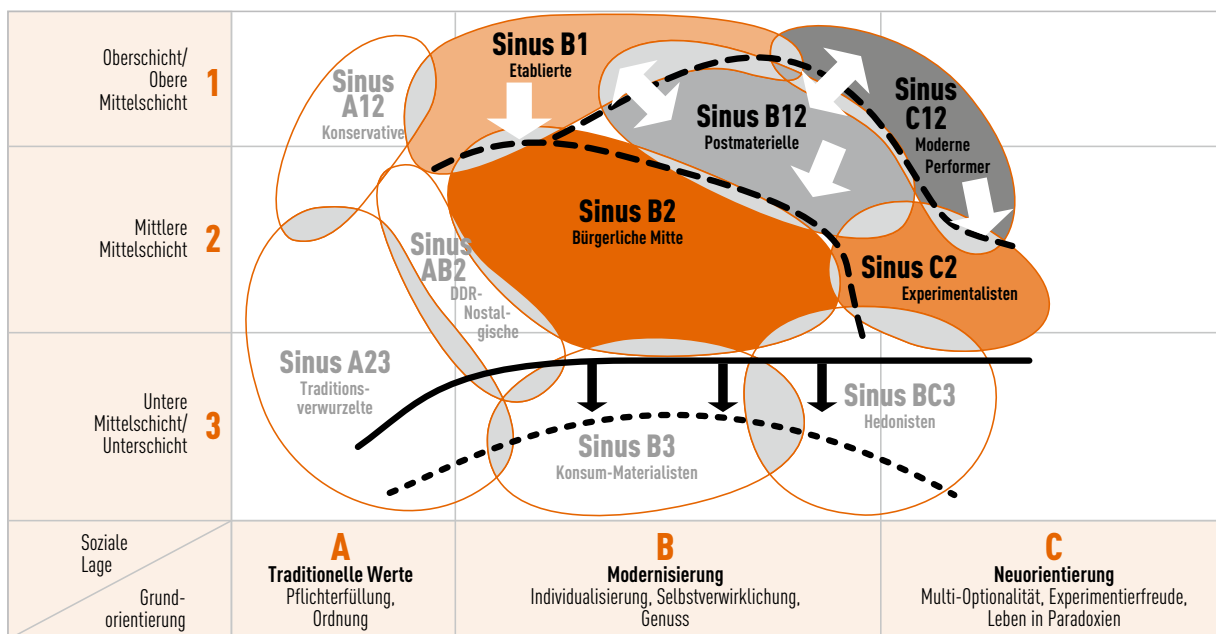 Oberschicht/
Obere
Mittelschicht
1
Mittlere
Mittelschicht
2
Untere
Mittelschicht/
Unterschicht
3
Sinus
A12
Konservative
Sinus B1
Etablierte
Sinus B12
Postmaterielle
Sinus
C12
Moderne
Performer
Sinus
AB2
DDR-
Nostal-
gische
Sinus B2
Bürgerliche Mitte
Sinus C2
Experimentalisten
Sinus A23
Traditions-
verwurzelte
Sinus B3
Konsum-Materialisten
Sinus BC3
Hedonisten
Soziale
Lage
Grund-
orientierung
A
Traditionelle Werte
Pflichterfüllung,
Ordnung
B
Modernisierung
Individualisierung, Selbstverwirklichung,
Genuss
C
Neuorientierung
Multi-Optionalität, Experimentierfreude,
Leben in Paradoxien